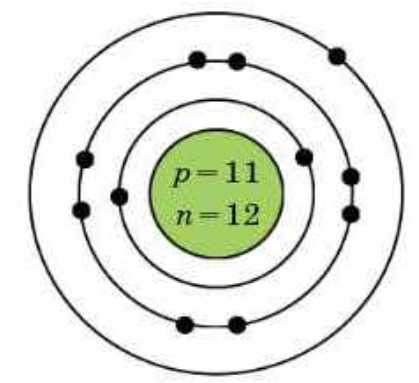 p = 11
n = 12